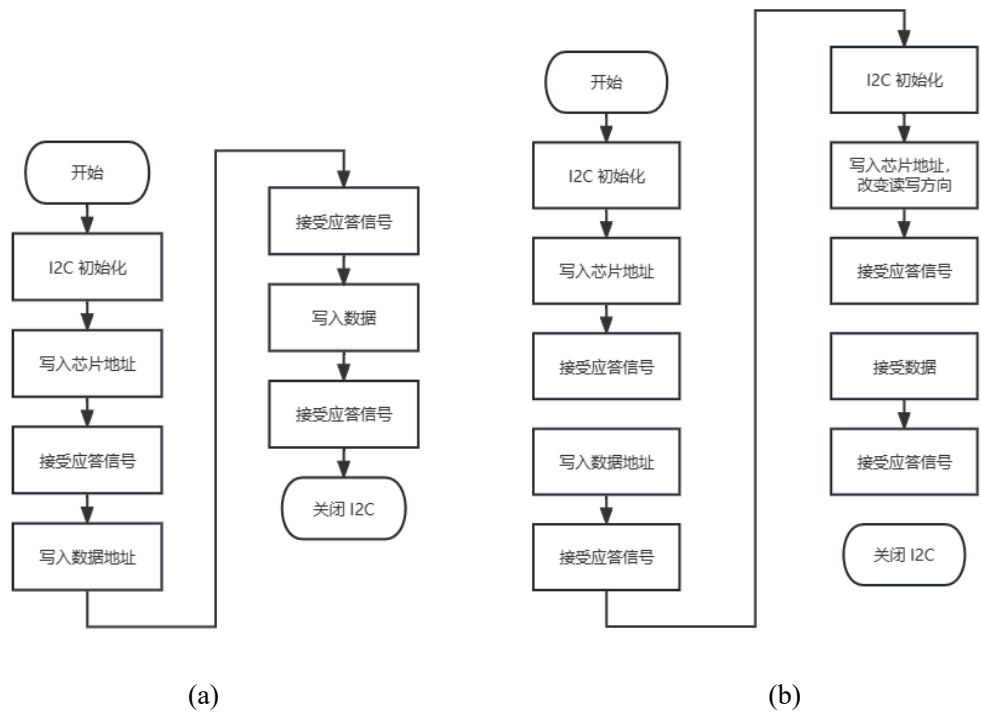 开始
I2C 初始化
写入芯片地址
接受应答信号
写入数据地址
接受应答信号
写入数据
接受应答信号
关闭 I2C
(a)
开始
I2C 初始化
写入芯片地址
接受应答信号
写入数据地址
接受应答信号
I2C 初始化
写入芯片地址，
改变读写方向
接受应答信号
接受数据
接受应答信号
关闭 I2C
(b)